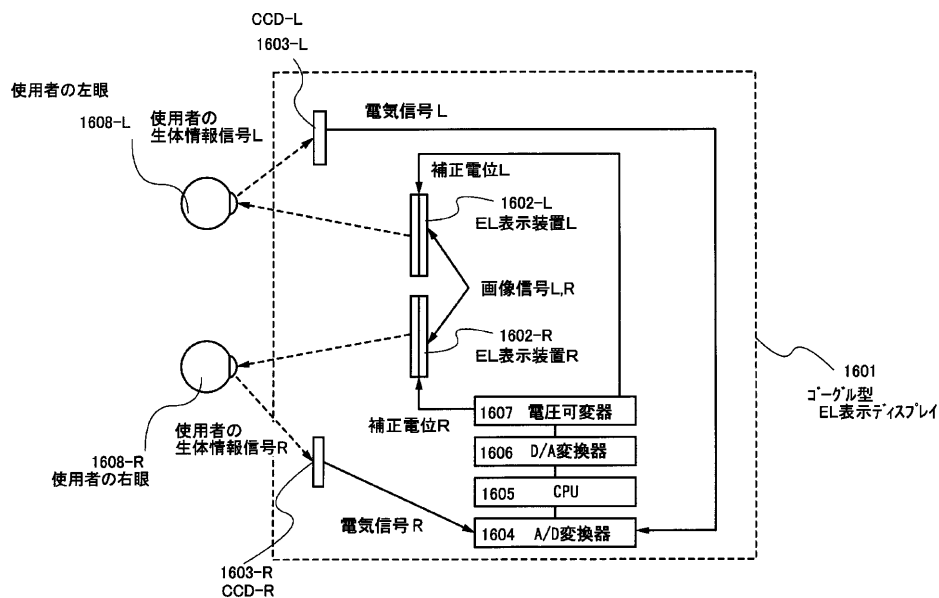 CCD-L
1603-L
使用者の左眼
1608-L
使用者の
生体情報信号L
電気信号L
補正電位L
1602-L
EL表示装置L
画像信号L,R
1602-R
EL表示装置R
1601
ゴーグル型
EL表示ディスプレイ
補正電位R
1607 電圧可変器
1606 D/A変換器
1605 CPU
1604 A/D変換器
使用者の
生体情報信号R
1608-R
使用者の右眼
電気信号R
1603-R
CCD-R